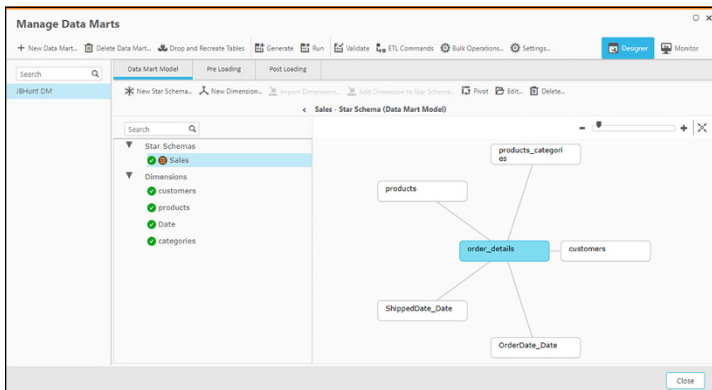 Manage Data Marts
New Data Mart... Delete Data Mart... Drop and Recreate Tables Generate Run Validate ETL Commands Bulk Operations... Settings... Designer Monitor
Search
JBHunt DM
Data Mart Model Pre Loading Post Loading
New Star Schema... New Dimension... Import Dimensions... Add Dimension to Star Schema... Pivot Edit... Delete...
Sales - Star Schema (Data Mart Model)
Search
Star Schemas
Sales
Dimensions
customers
products
Date
categories
products_categori
es
products
order_details
customers
ShippedDate_Date
OrderDate_Date
Close